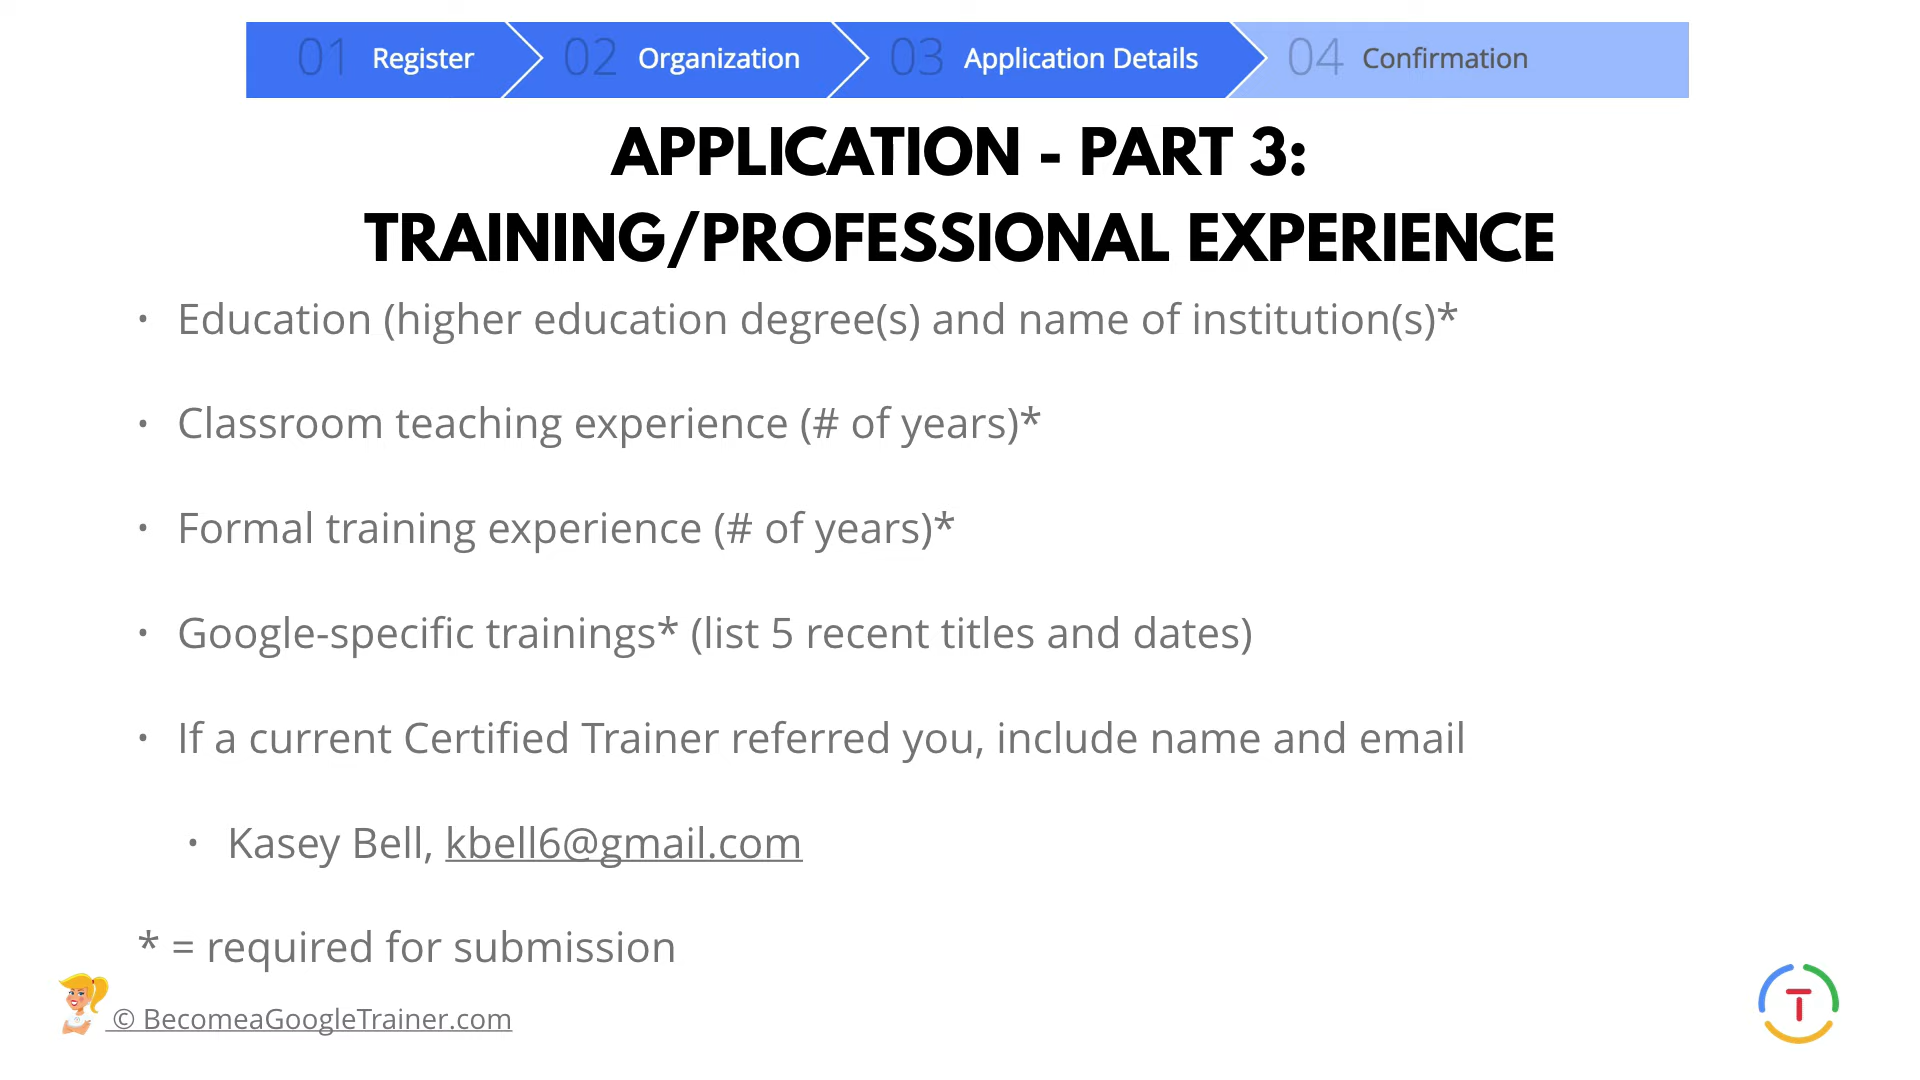 01 Register 02 Organization 03 Application Details 04 Confirmation
APPLICATION - PART 3:
TRAINING/PROFESSIONAL EXPERIENCE
• Education (higher education degree(s) and name of institution(s)*
• Classroom teaching experience (# of years)*
• Formal training experience (# of years)*
• Google-specific trainings* (list 5 recent titles and dates)
• If a current Certified Trainer referred you, include name and email
• Kasey Bell, kbell6@gmail.com
* = required for submission
© BecomeaGoogleTrainer.com
T